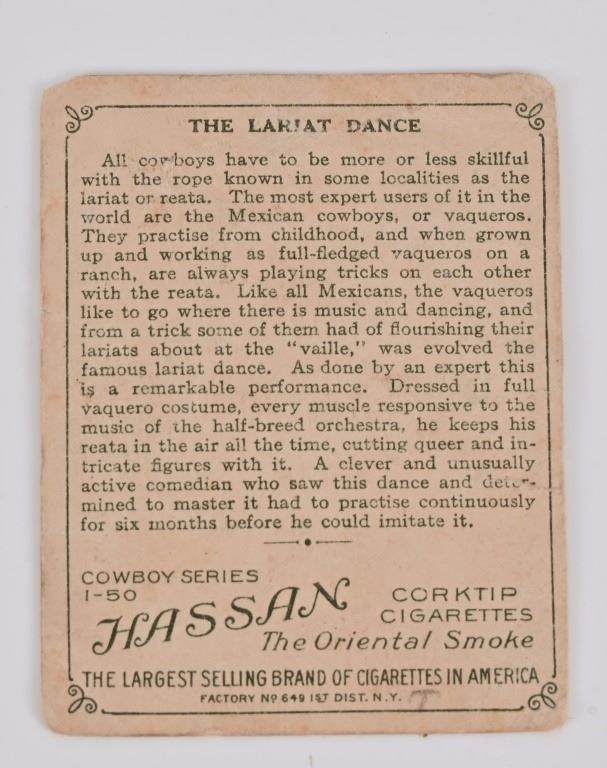 THE LARIAT DANCE
All cowboys have to be more or less skillful
with the rope known in some localities as the
lariat or reata. The most expert users of it in the
world are the Mexican cowboys, or vaqueros.
They practise from childhood, and when grown
up and working as full-fledged vaqueros on a
ranch, are always playing tricks on each other
with the reata. Like all Mexicans, the vaqueros
like to go where there is music and dancing, and
from a trick some of them had of flourishing their
lariats about at the "vaille," was evolved the
famous lariat dance. As done by an expert this
is a remarkable performance. Dressed in full
vaquero costume, every muscle responsive to the
music of the half-breed orchestra, he keeps his
reata in the air all the time, cutting queer and in-
tricate figures with it. A clever and unusually
active comedian who saw this dance and deter-
mined to master it had to practise continuously
for six months before he could imitate it.
COWBOY SERIES
1-50
HASSAN
CORKTIP
CIGARETTES
The Oriental Smoke
THE LARGEST SELLING BRAND OF CIGARETTES IN AMERICA
FACTORY Nº 649 1ST DIST. N.Y.